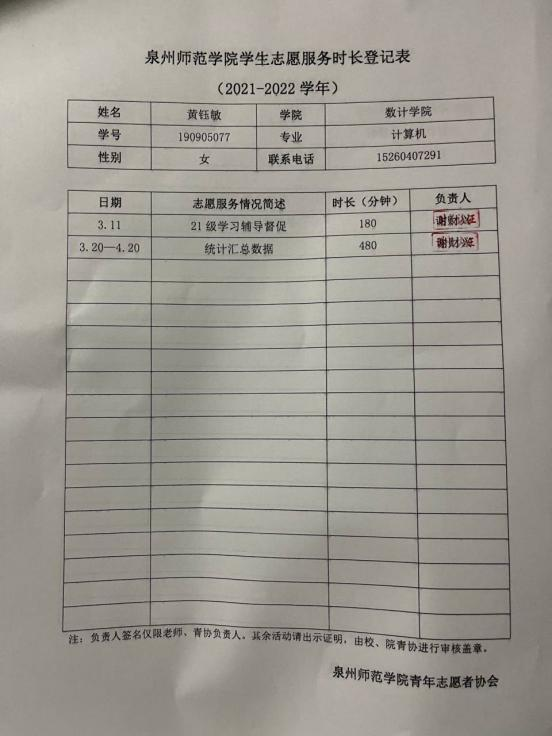 泉州师范学院学生志愿服务时长登记表
（2021-2022 学年）
姓名 黄钰敏 学院 数计学院
学号 190905077 专业 计算机
性别 女 联系电话 15260407291
日期 志愿服务情况简述 时长（分钟） 负责人
3.11 21 级学习辅导督促 180
3.20—4.20 统计汇总数据 480
注：负责人签名仅限老师、青协负责人。其余活动请出示证明，由校、院青协进行审核盖章。
泉州师范学院青年志愿者协会